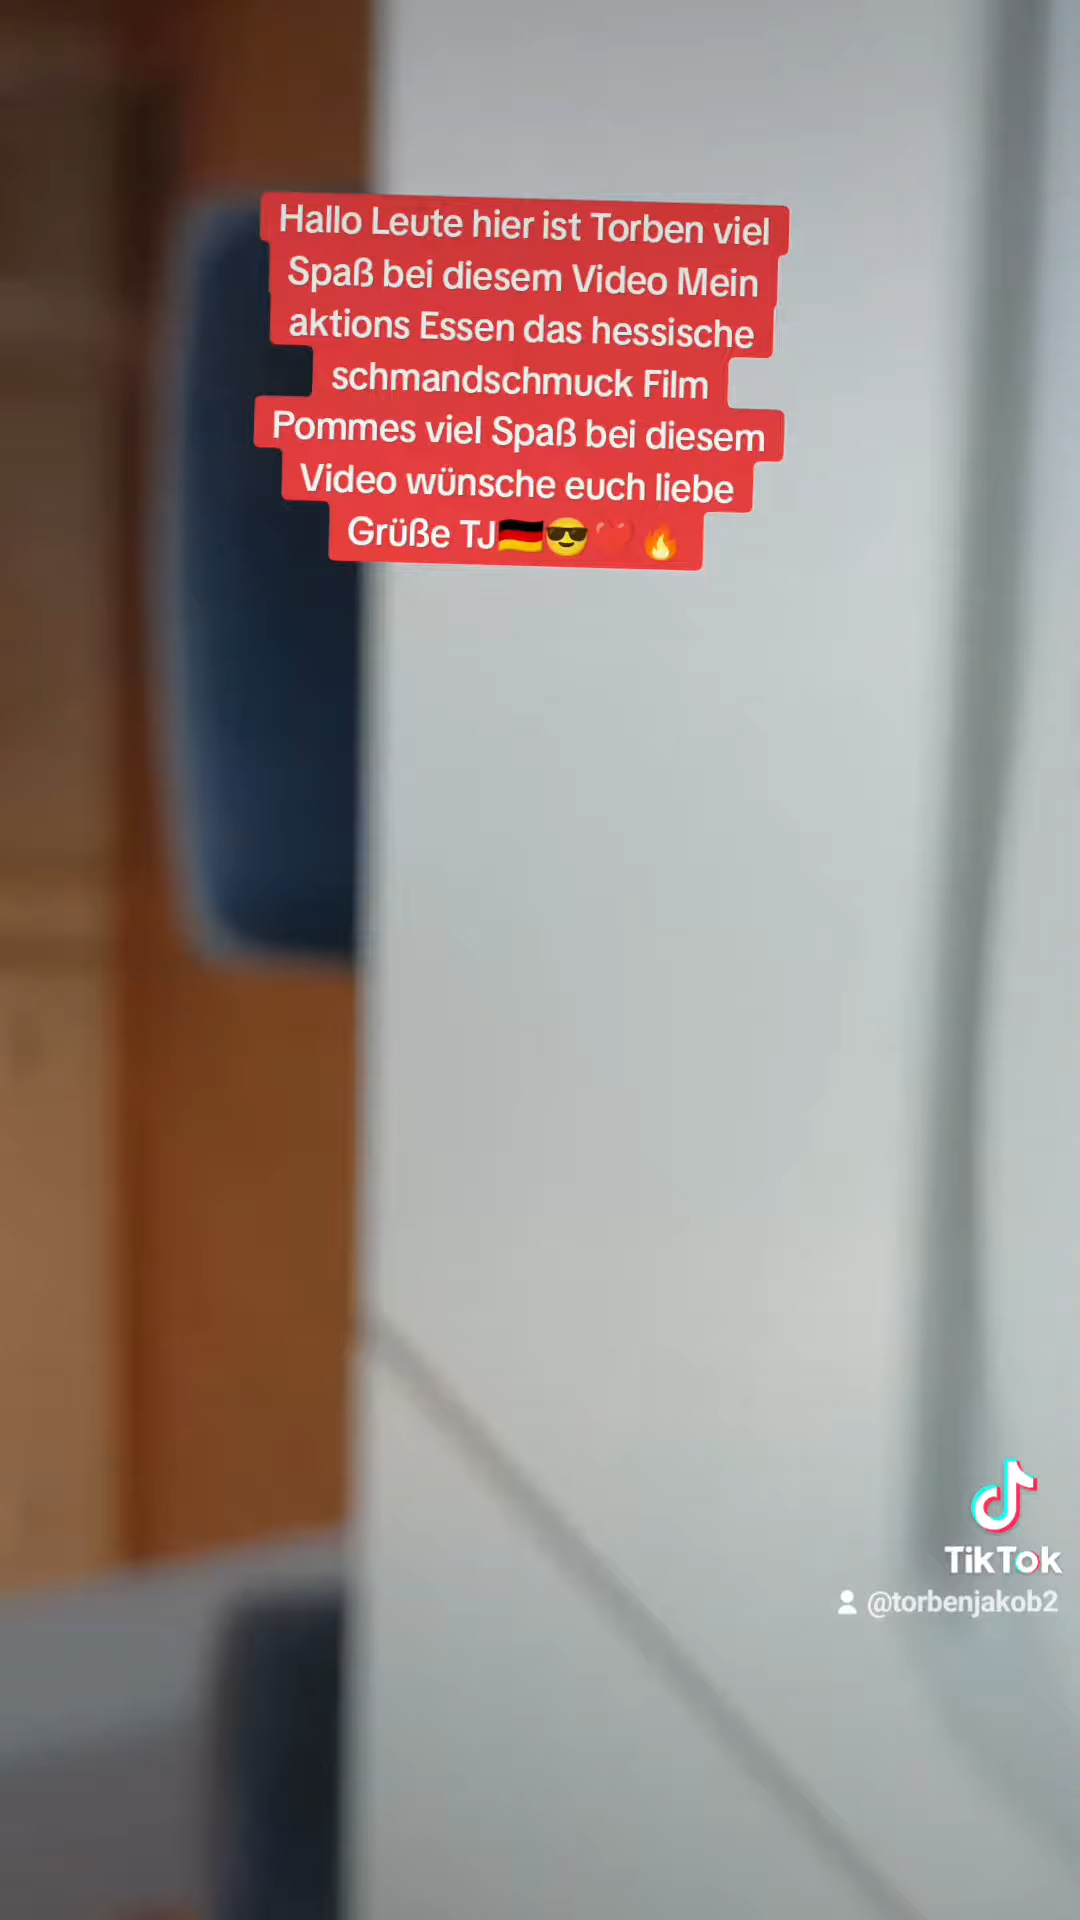 Hallo Leute hier ist Torben viel
Spaß bei diesem Video Mein
aktions Essen das hessische
schmandschmuck Film
Pommes viel Spaß bei diesem
Video wünsche euch liebe
Grüße TJ🇩🇪😎❤️🔥
TikTok
@torbenjakob2